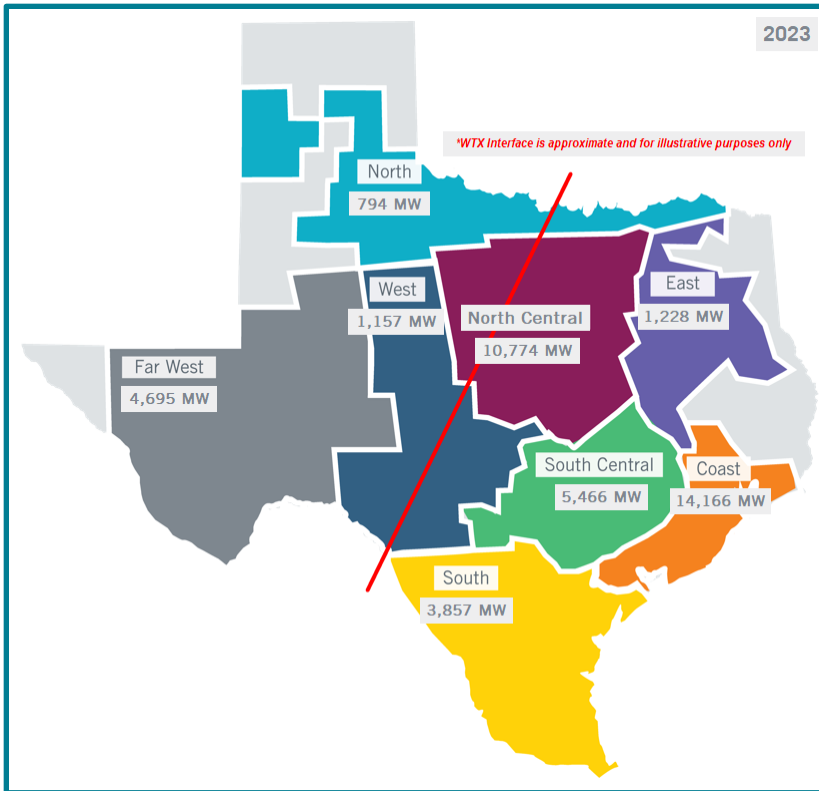 2023
*WTX Interface is approximate and for illustrative purposes only
North
794 MW
West
1,157 MW
North Central
10,774 MW
East
1,228 MW
Far West
4,695 MW
South Central
5,466 MW
Coast
14,166 MW
South
3,857 MW